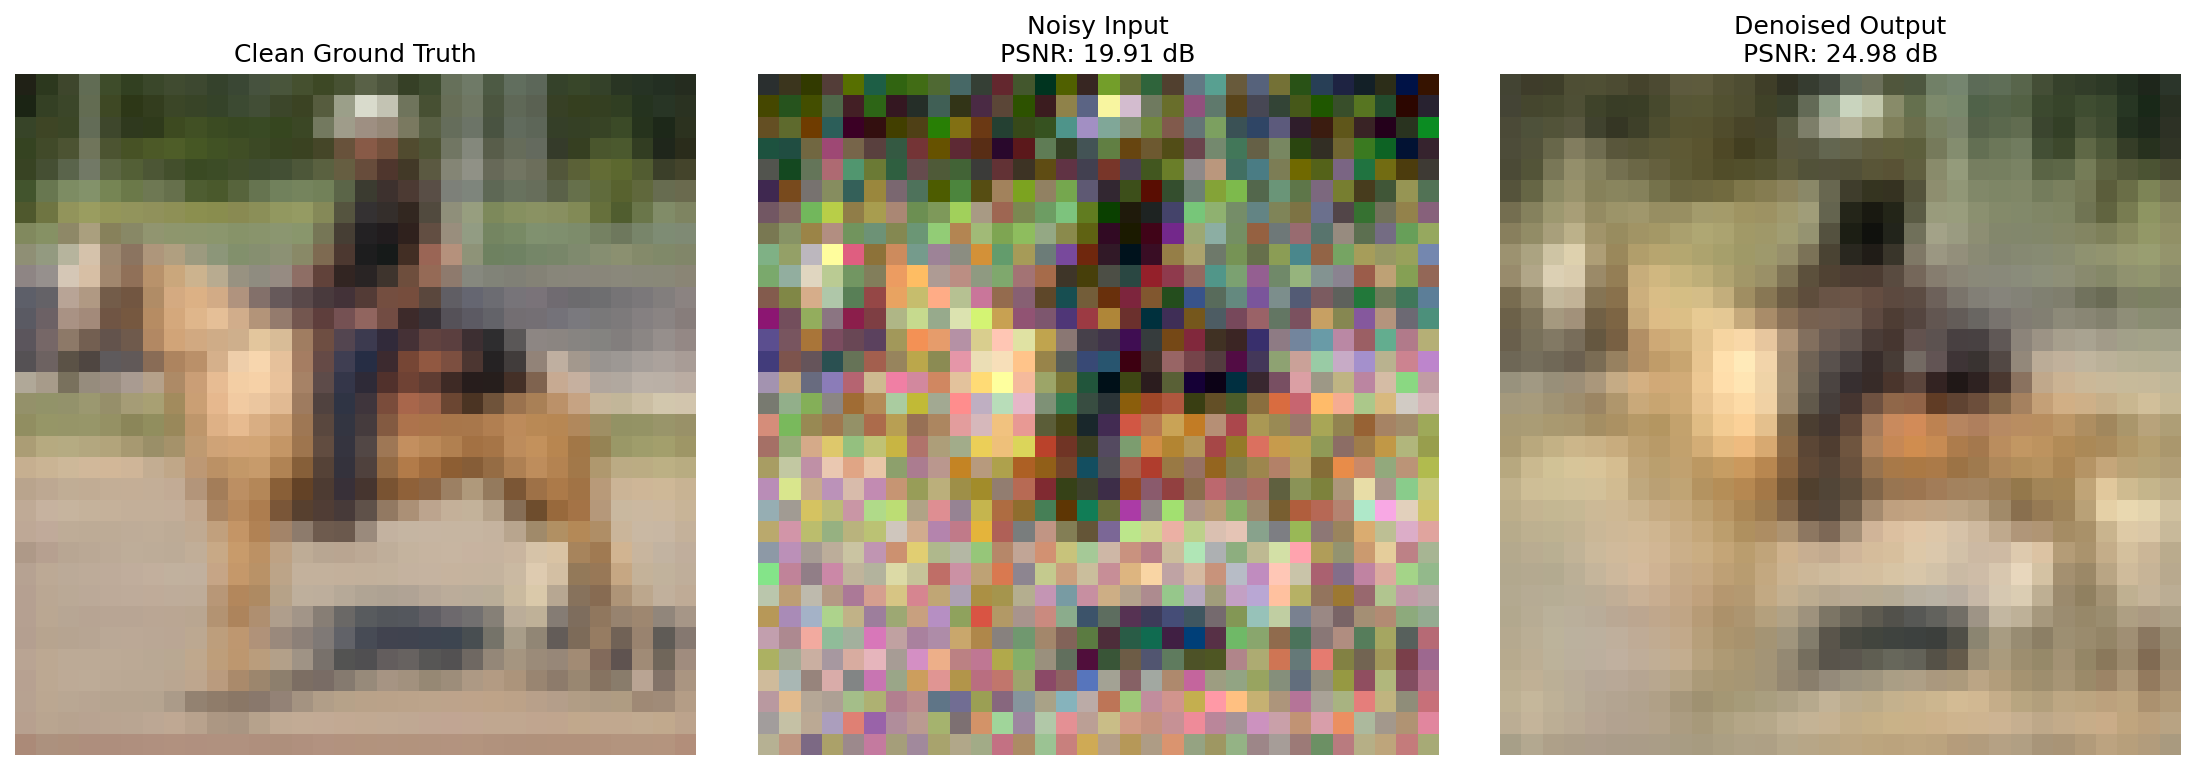 Clean Ground Truth
Noisy Input
PSNR: 19.91 dB
Denoised Output
PSNR: 24.98 dB